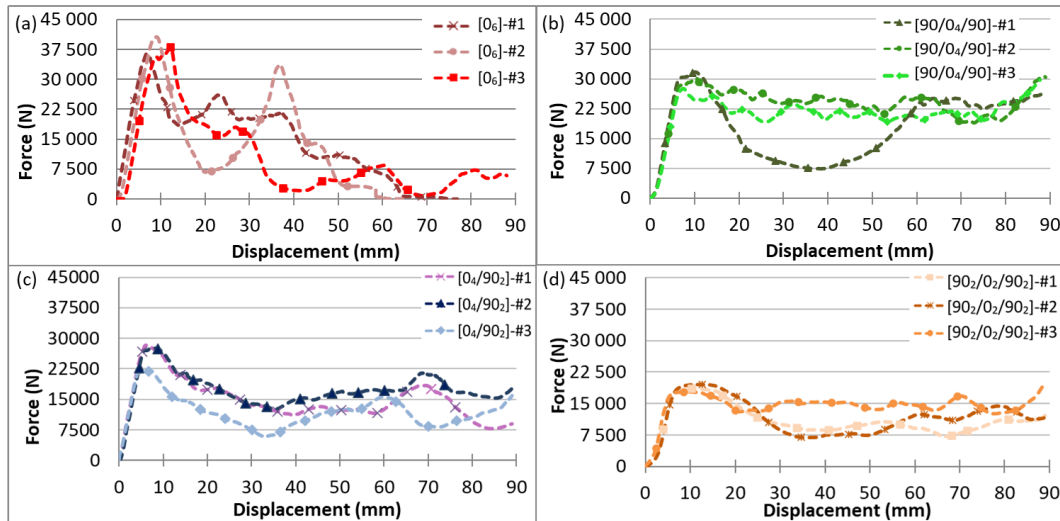 (a)
[0₆]-#1
[0₆]-#2
[0₆]-#3
45 000
37 500
30 000
22 500
15 000
7 500
0
Force (N)
0 10 20 30 40 50 60 70 80 90
Displacement (mm)
(b)
[90/0₄/90]-#1
[90/0₄/90]-#2
[90/0₄/90]-#3
45 000
37 500
30 000
22 500
15 000
7 500
0
Force (N)
0 10 20 30 40 50 60 70 80 90
Displacement (mm)
(c)
[0₄/90₂]-#1
[0₄/90₂]-#2
[0₄/90₂]-#3
45000
37500
30000
22500
15000
7500
0
Force (N)
0 10 20 30 40 50 60 70 80 90
Displacement (mm)
(d)
[90₂/0₂/90₂]-#1
[90₂/0₂/90₂]-#2
[90₂/0₂/90₂]-#3
45 000
37 500
30 000
22 500
15 000
7 500
0
Force (N)
0 10 20 30 40 50 60 70 80 90
Displacement (mm)